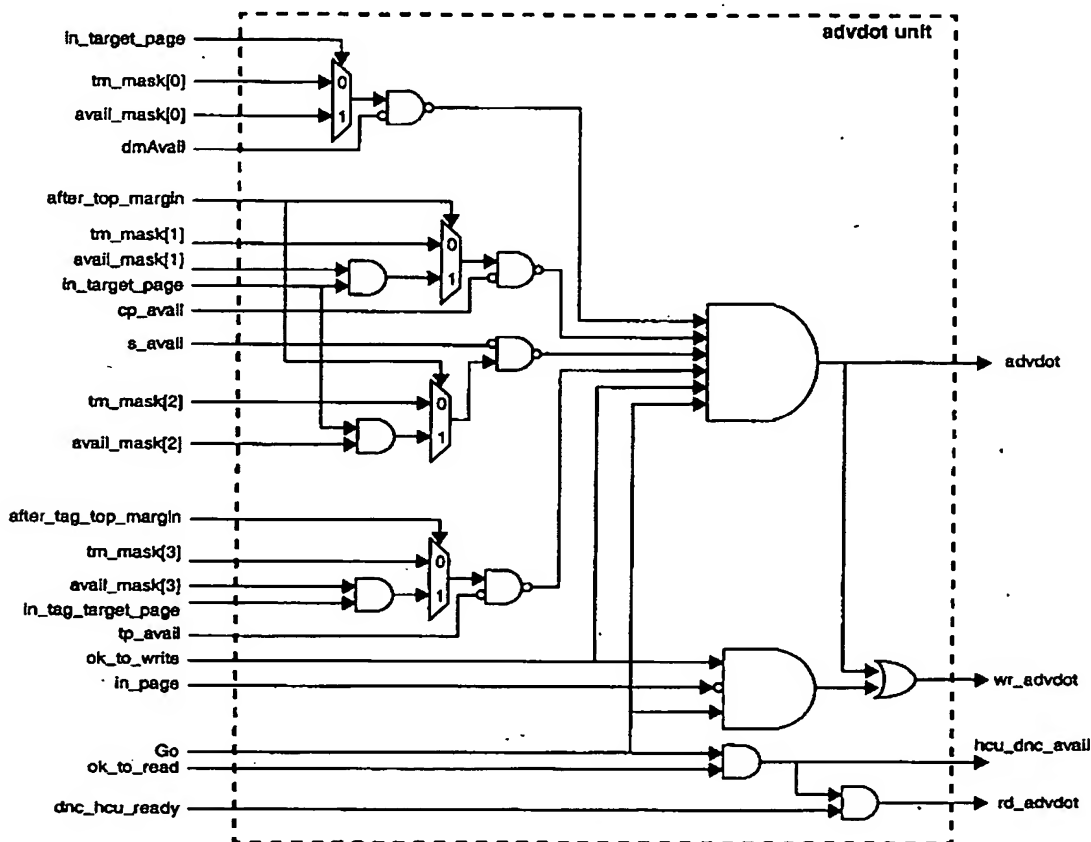 advdot unit
in_target_page
0
tm_mask[0]
avail_mask[0]
1
dmAvail
after_top_margin
tm_mask[1]
0
avail_mask[1]
in_target_page
1
cp_avail
s_avail
advdot
tm_mask[2]
0
avail_mask[2]
1
after_tag_top_margin
tm_mask[3]
0
avail_mask[3]
1
in_tag_target_page
tp_avail
ok_to_write
in_page
wr_advdot
Go
hcu_dnc_avail
ok_to_read
dnc_hcu_ready
rd_advdot